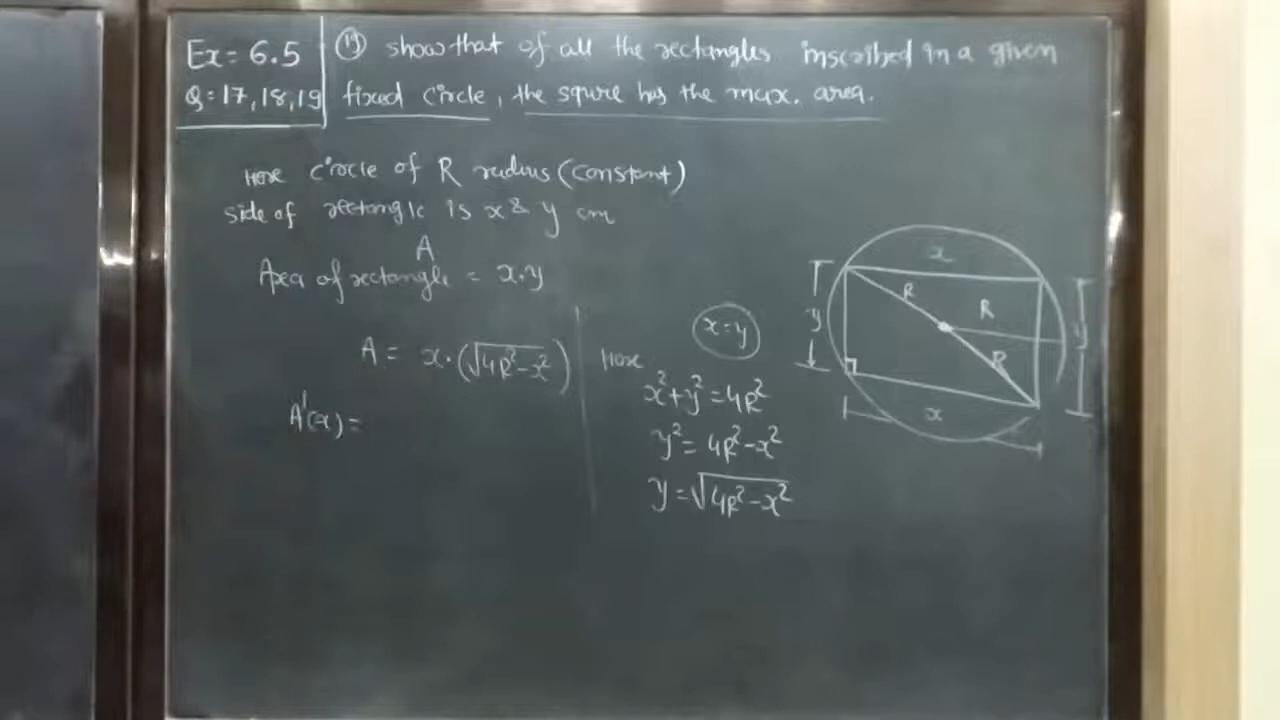 Ex = 6.5
Q = 17, 18, 19
⑲ show that of all the rectangles inscribed in a given
fixed circle, the squre has the max. area.
Here circle of R radius (constant)
side of rectangle is x & y cm
A
Area of rectangle = x.y
A = x.(√4R²-x²)
A'(x) =
x=y
Here
x²+y²=4R²
y²=4R²-x²
y=√4R²-x²
x
R
R
y
y
R
x